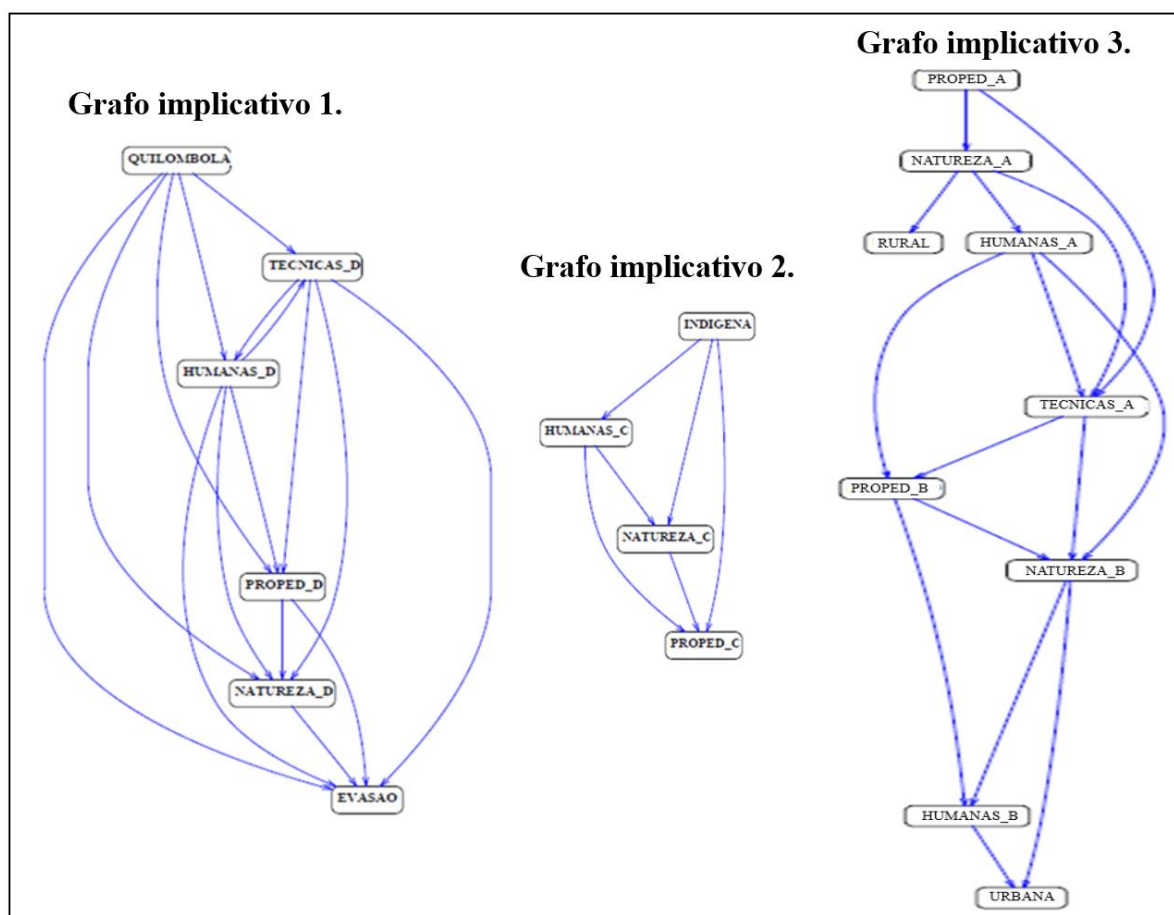 Grafo implicativo 1.
QUILOMBOLA
TECNICAS_D
HUMANAS_D
PROPED_D
NATUREZA_D
EVASAO
Grafo implicativo 2.
INDIGENA
HUMANAS_C
NATUREZA_C
PROPED_C
Grafo implicativo 3.
PROPED_A
NATUREZA_A
RURAL
HUMANAS_A
TECNICAS_A
PROPED_B
NATUREZA_B
HUMANAS_B
URBANA